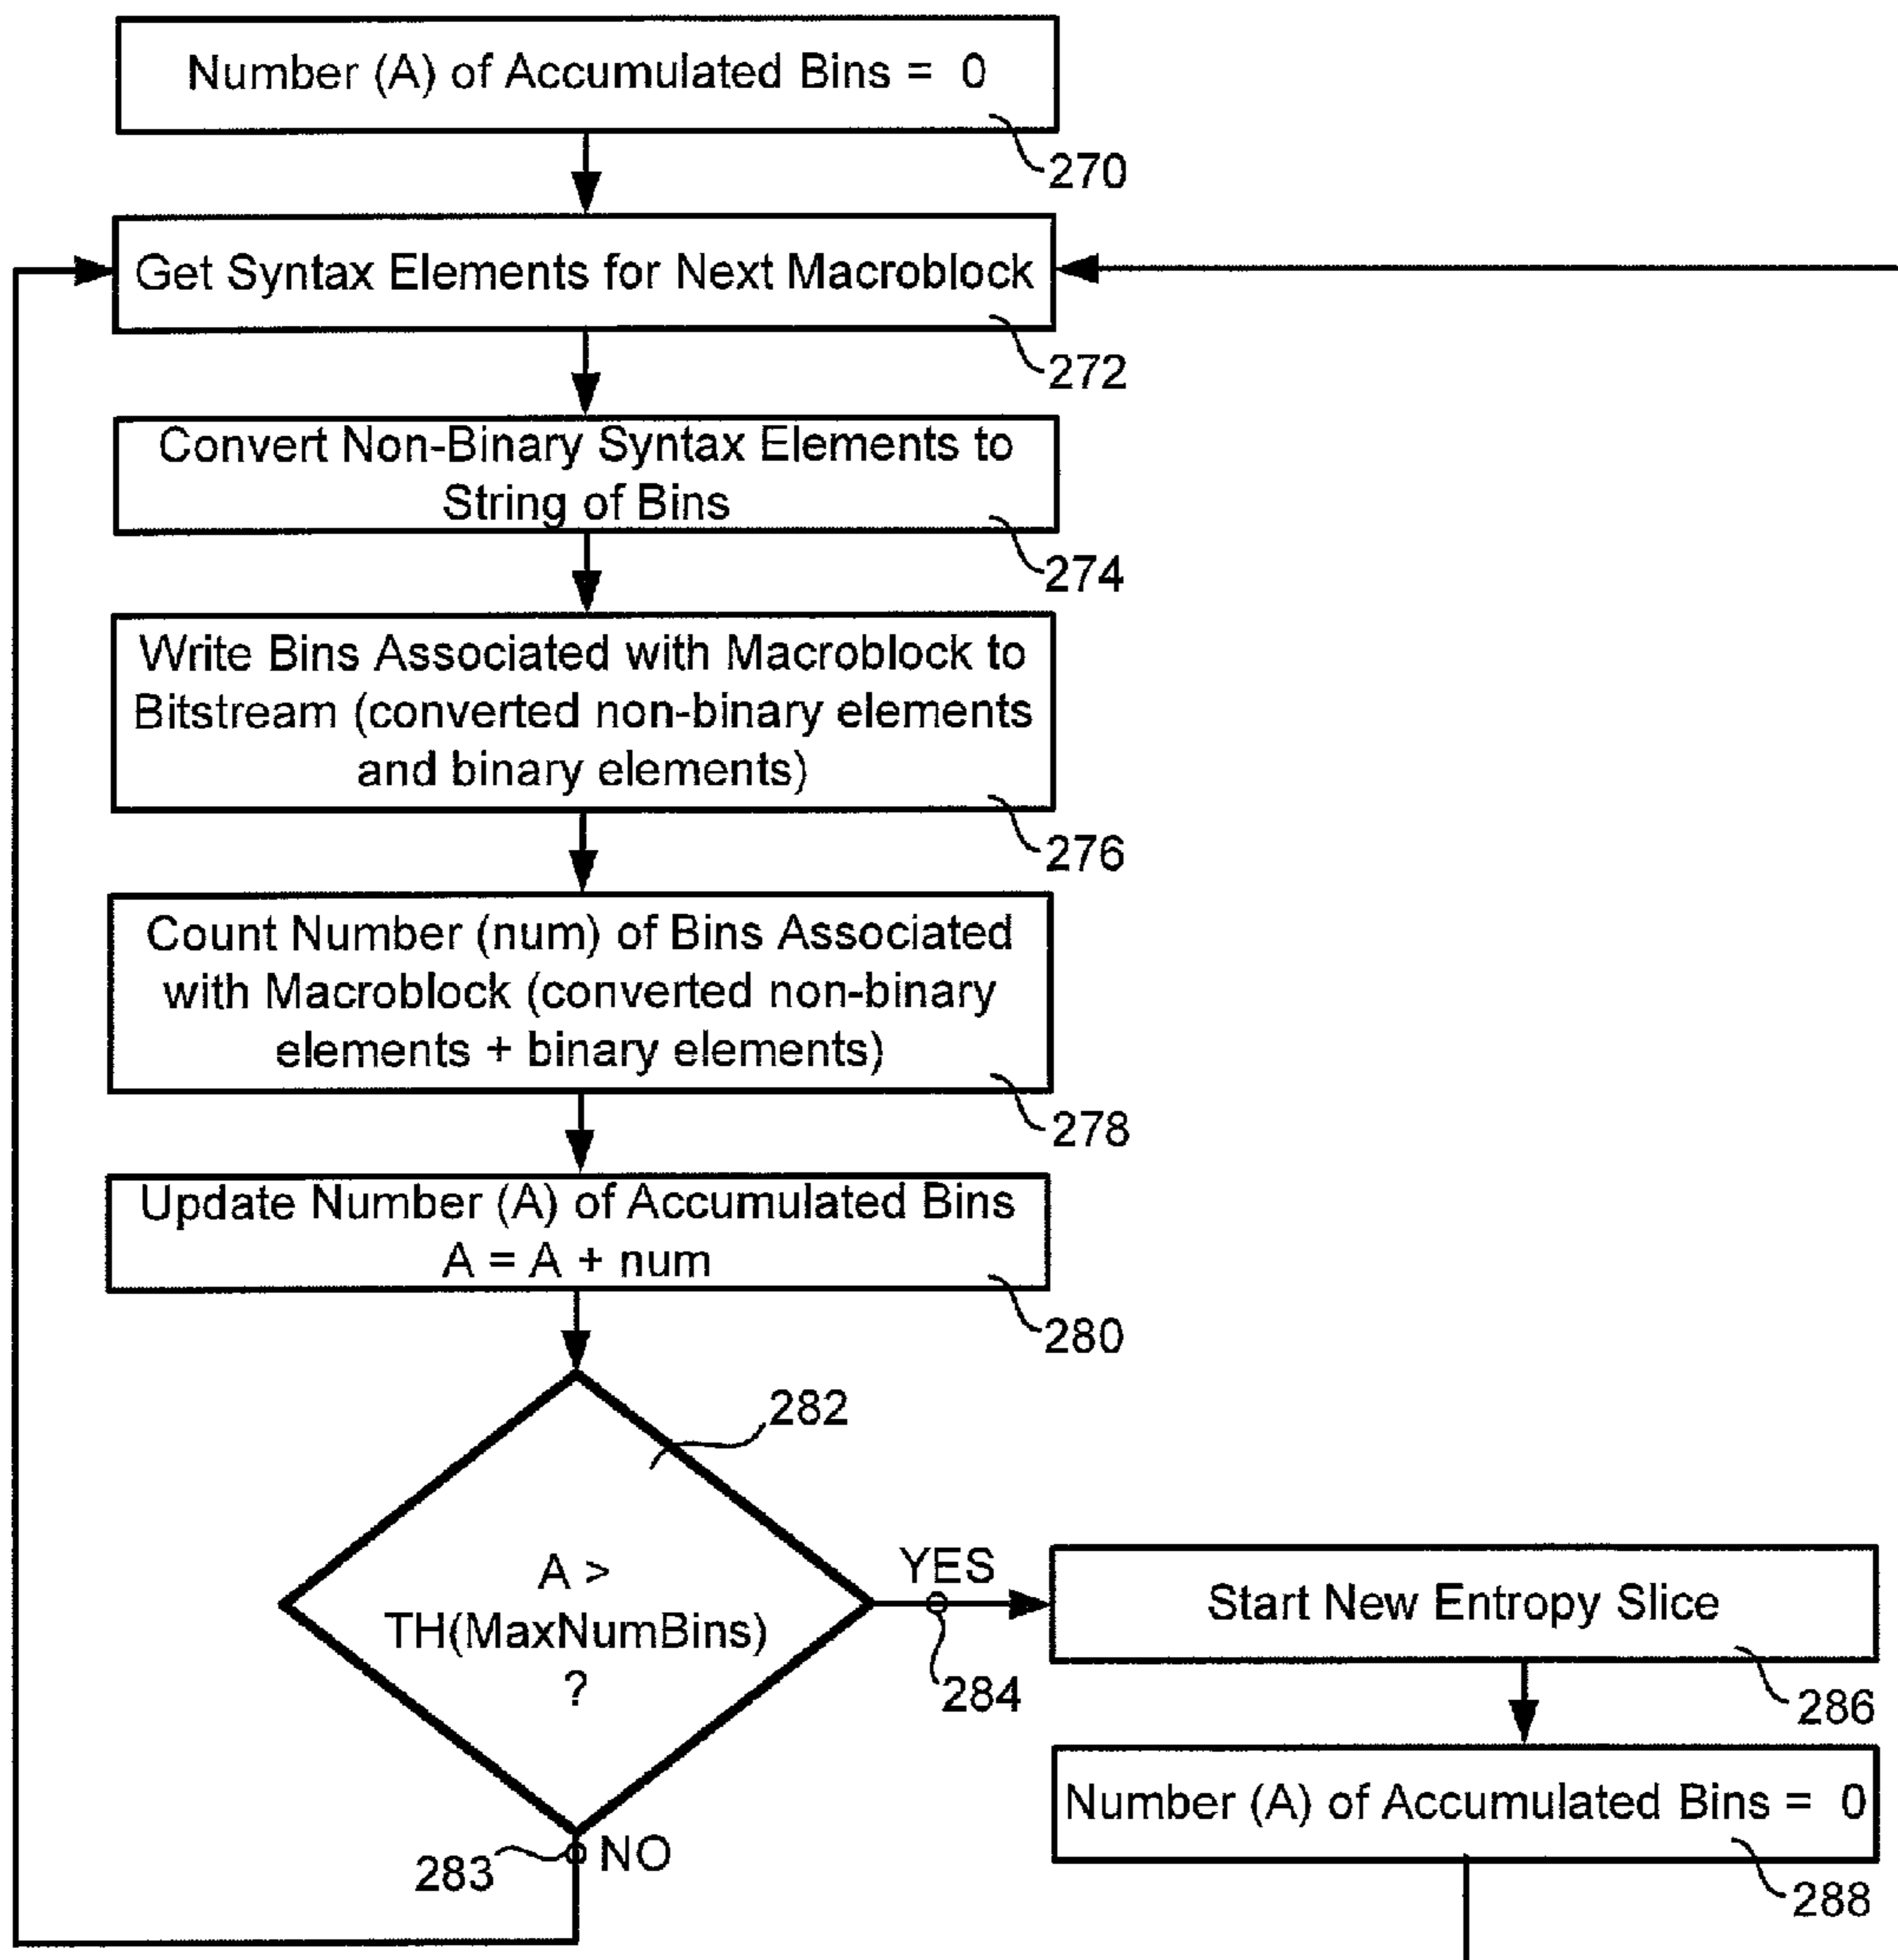 Number (A) of Accumulated Bins = 0
270
Get Syntax Elements for Next Macroblock
272
Convert Non-Binary Syntax Elements to
String of Bins
274
Write Bins Associated with Macroblock to
Bitstream (converted non-binary elements
and binary elements)
276
Count Number (num) of Bins Associated
with Macroblock (converted non-binary
elements + binary elements)
278
Update Number (A) of Accumulated Bins
A = A + num
280
282
A >
TH(MaxNumBins)
?
YES
284
Start New Entropy Slice
286
Number (A) of Accumulated Bins = 0
288
283
NO